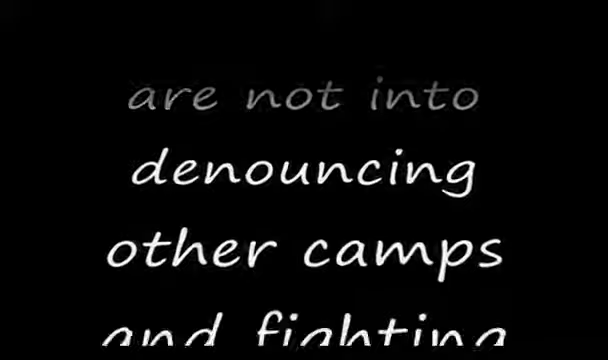 are not into
denouncing
other camps
and fighting